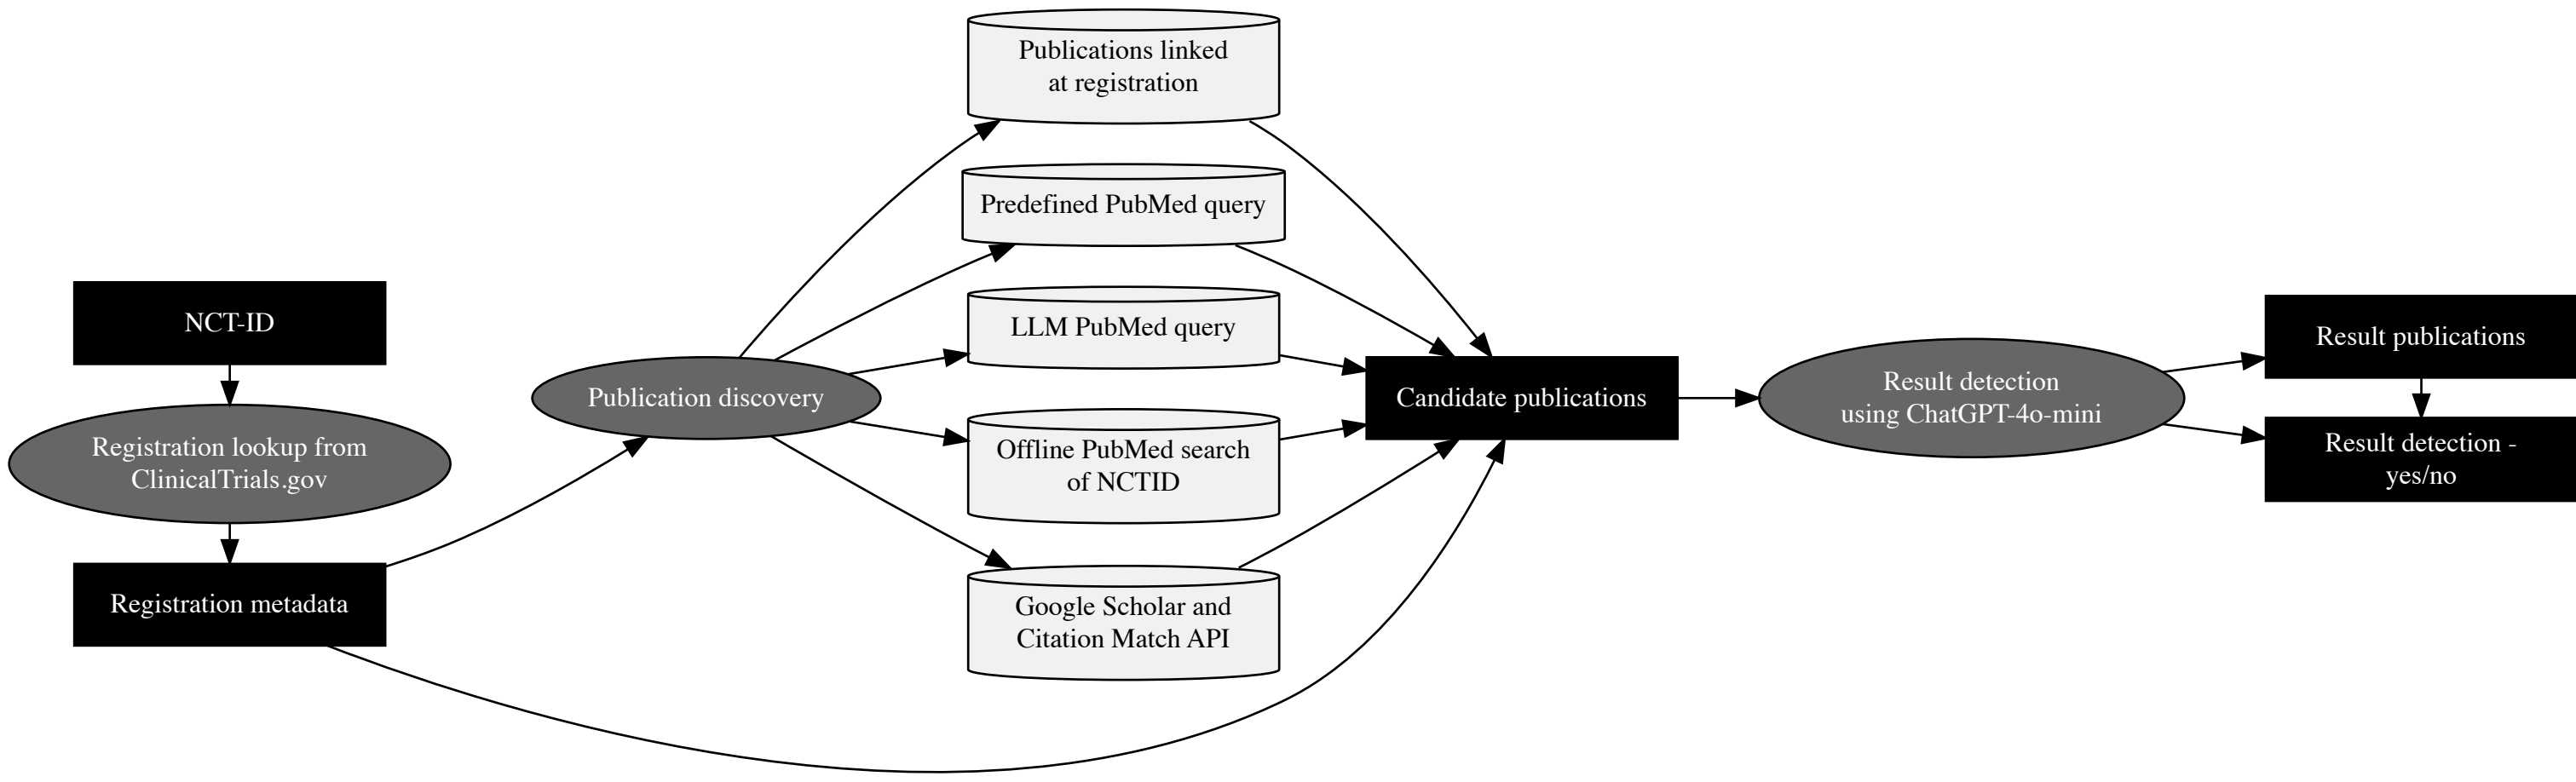 NCT-ID
Registration lookup from
ClinicalTrials.gov
Registration metadata
Publication discovery
Publications linked
at registration
Predefined PubMed query
LLM PubMed query
Offline PubMed search
of NCTID
Google Scholar and
Citation Match API
Candidate publications
Result detection
using ChatGPT-4o-mini
Result publications
Result detection -
yes/no